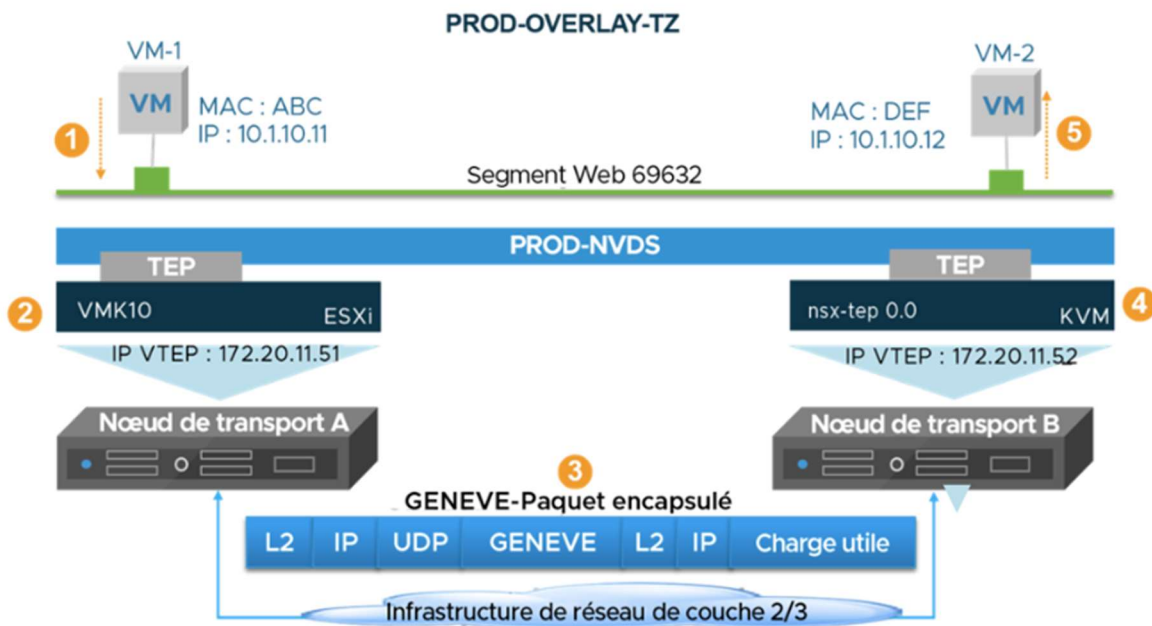 PROD-OVERLAY-TZ
VM-1
VM-2
VM
VM
MAC : ABC
IP : 10.1.10.11
MAC : DEF
IP : 10.1.10.12
1
5
Segment Web 69632
PROD-NVDS
TEP
TEP
2
VMK10
ESXi
nsx-tep 0.0
KVM
4
IP VTEP : 172.20.11.51
IP VTEP : 172.20.11.52
Nœud de transport A
Nœud de transport B
3
GENEVE-Paquet encapsulé
L2 IP UDP GENEVE L2 IP Charge utile
Infrastructure de réseau de couche 2/3